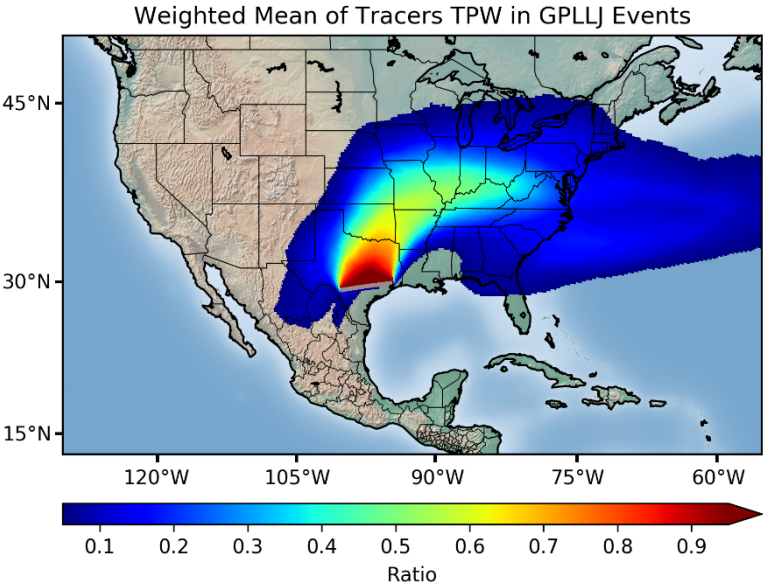 Weighted Mean of Tracers TPW in GPLLJ Events
45°N
30°N
15°N
120°W 105°W 90°W 75°W 60°W
0.1 0.2 0.3 0.4 0.5 0.6 0.7 0.8 0.9
Ratio